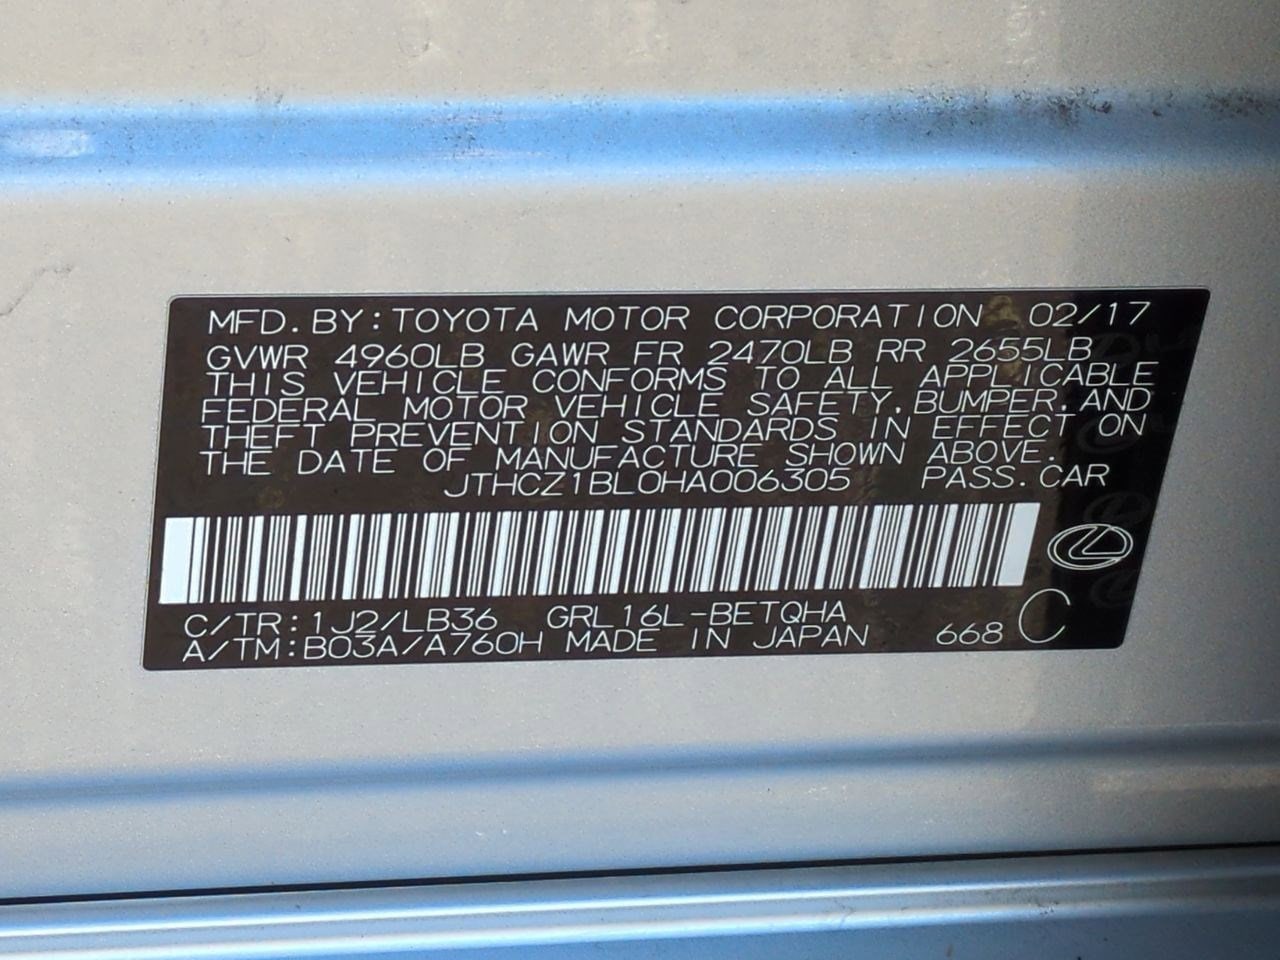 MFD.BY:TOYOTA MOTOR CORPORATION 02/17
GVWR 4960LB GAWR FR 2470LB RR 2655LB
THIS VEHICLE CONFORMS TO ALL APPLICABLE
FEDERAL MOTOR VEHICLE SAFETY,BUMPER,AND
THEFT PREVENTION STANDARDS IN EFFECT ON
THE DATE OF MANUFACTURE SHOWN ABOVE.
JTHCZ1BL0HA006305 PASS.CAR
C/TR:1J2/LB36 GRL16L-BETQHA
A/TM:B03A/A760H MADE IN JAPAN 668 C